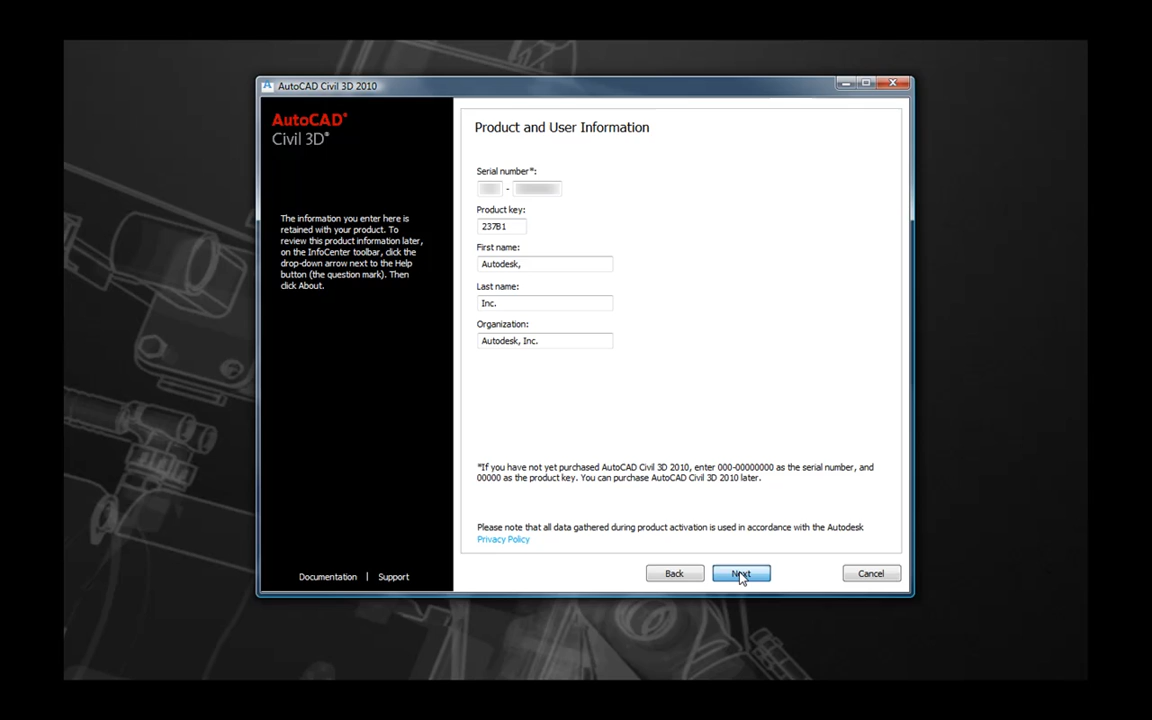 AutoCAD Civil 3D 2010
AutoCAD®
Civil 3D®
The information you enter here is
retained with your product. To
review this product information later,
on the InfoCenter toolbar, click the
drop-down arrow next to the Help
button (the question mark). Then
click About.
Documentation | Support
Product and User Information
Serial number*:
-
Product key:
237B1
First name:
Autodesk,
Last name:
Inc.
Organization:
Autodesk, Inc.
*If you have not yet purchased AutoCAD Civil 3D 2010, enter 000-00000000 as the serial number, and
00000 as the product key. You can purchase AutoCAD Civil 3D 2010 later.
Please note that all data gathered during product activation is used in accordance with the Autodesk
Privacy Policy
Back Next Cancel